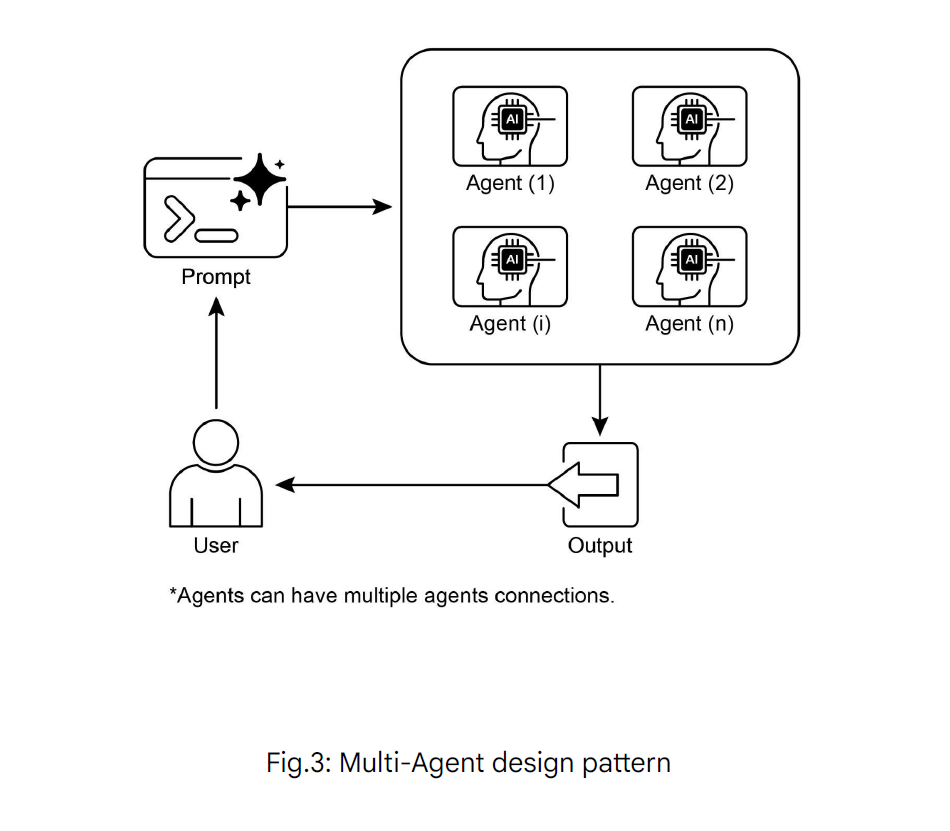 AI
AI
Agent (1)
Agent (2)
Prompt
AI
AI
Agent (i)
Agent (n)
User
Output
*Agents can have multiple agents connections.
Fig.3: Multi-Agent design pattern